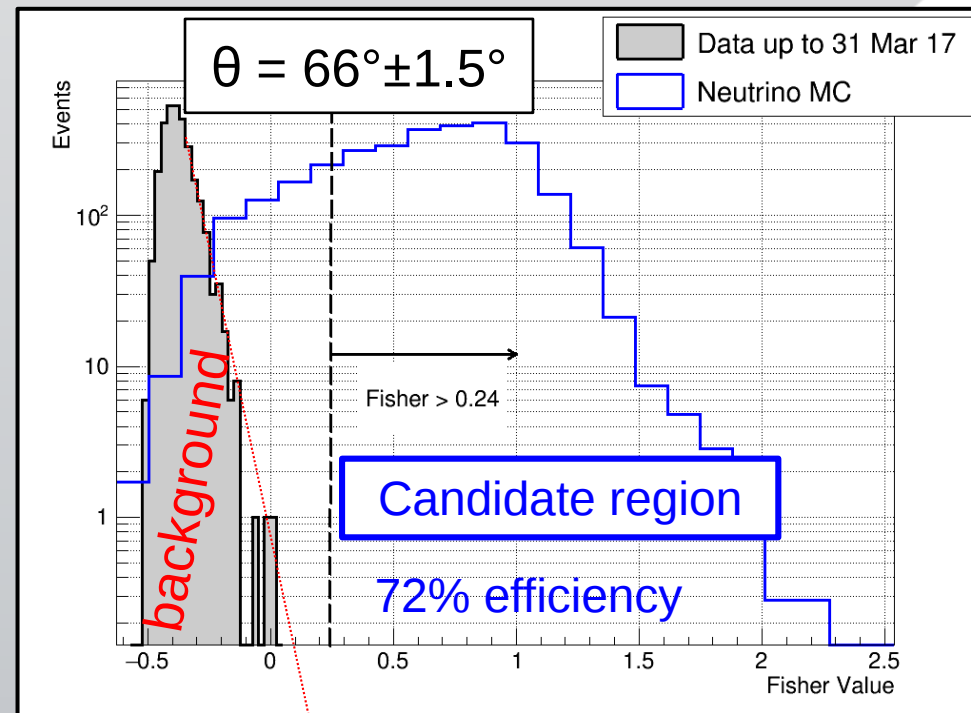 θ = 66°±1.5°
Data up to 31 Mar 17
Neutrino MC
Events
10²
10
1
Fisher > 0.24
background
Candidate region
72% efficiency
−0.5 0 0.5 1 1.5 2 2.5
Fisher Value